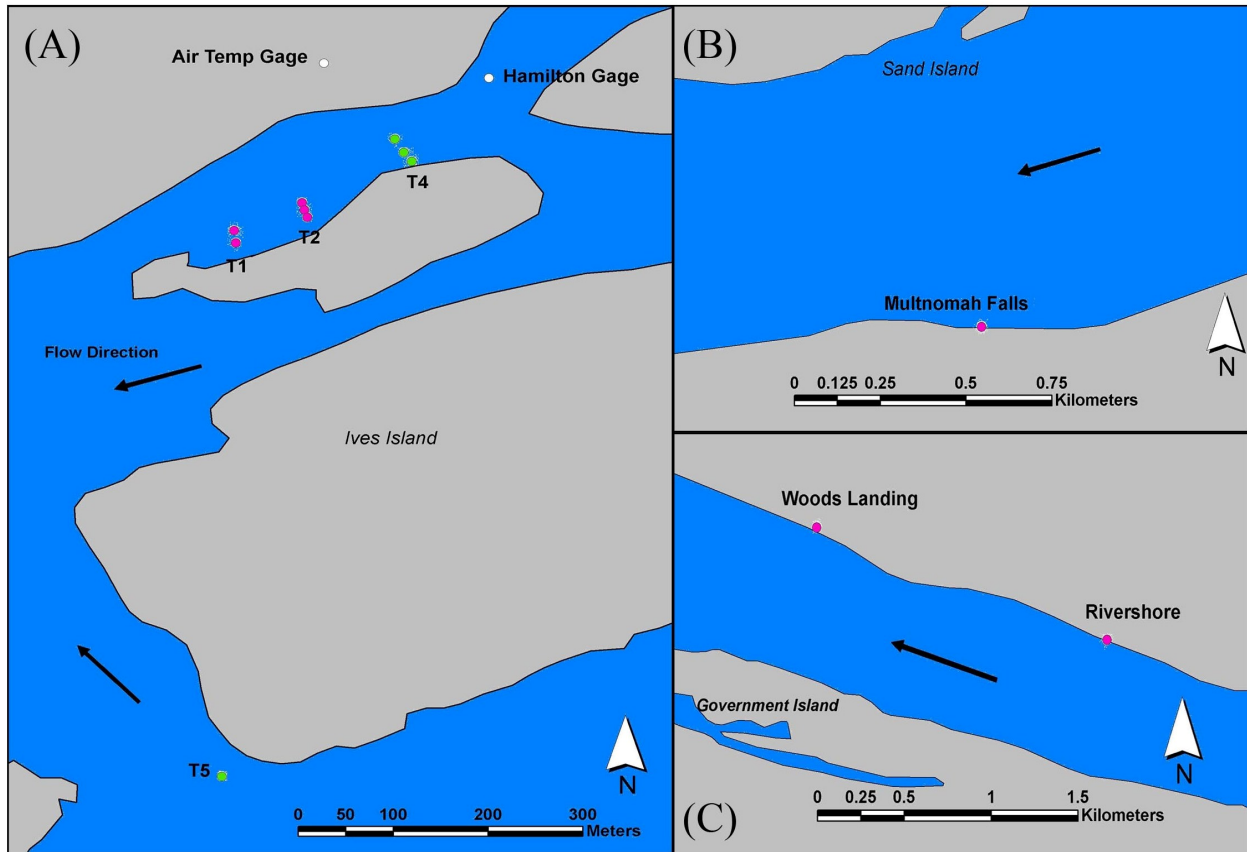 (A)
Air Temp Gage
Hamilton Gage
T4
T2
T1
Flow Direction
Ives Island
T5
N
0 50 100 200 300
Meters
(B)
Sand Island
Multnomah Falls
N
0 0.125 0.25 0.5 0.75
Kilometers
Woods Landing
Rivershore
Government Island
N
(C)
0 0.25 0.5 1 1.5
Kilometers